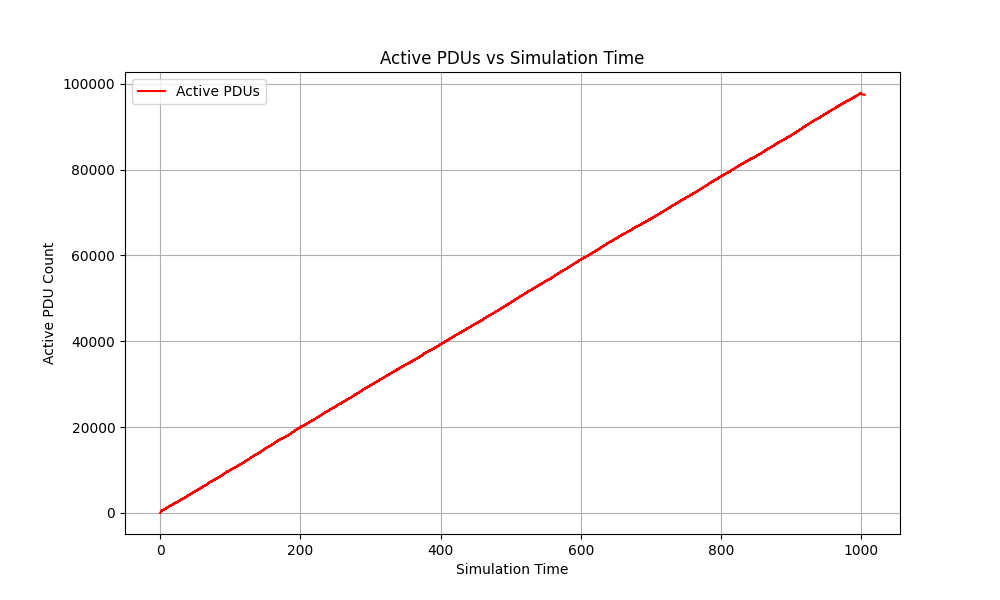 Active PDUs vs Simulation Time
Active PDUs
Active PDU Count
100000
80000
60000
40000
20000
0
0 200 400 600 800 1000
Simulation Time